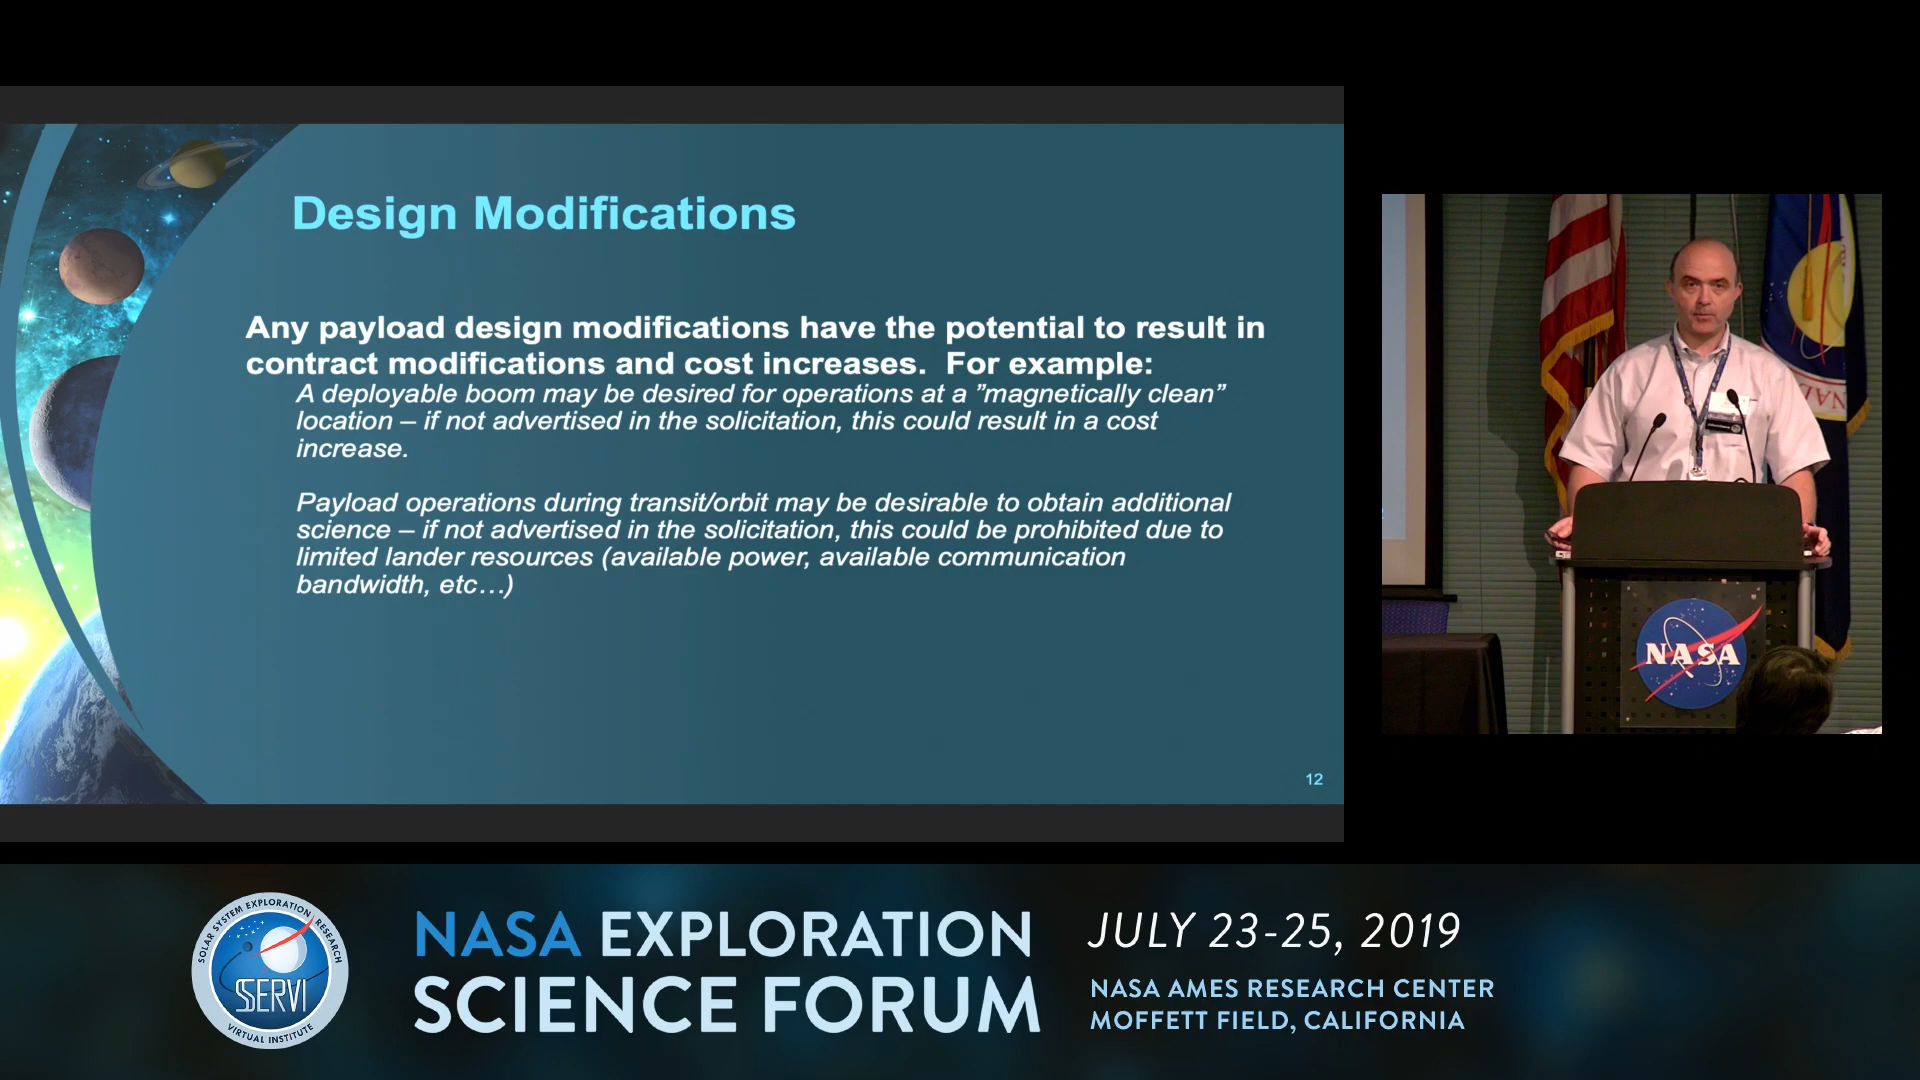 Design Modifications
Any payload design modifications have the potential to result in
contract modifications and cost increases.  For example:
A deployable boom may be desired for operations at a ”magnetically clean”
location – if not advertised in the solicitation, this could result in a cost
increase.
Payload operations during transit/orbit may be desirable to obtain additional
science – if not advertised in the solicitation, this could be prohibited due to
limited lander resources (available power, available communication
bandwidth, etc…)
12
NASA
SOLAR SYSTEM EXPLORATION RESEARCH
SSERVI
VIRTUAL INSTITUTE
NASA EXPLORATION
SCIENCE FORUM
JULY 23-25, 2019
NASA AMES RESEARCH CENTER
MOFFETT FIELD, CALIFORNIA